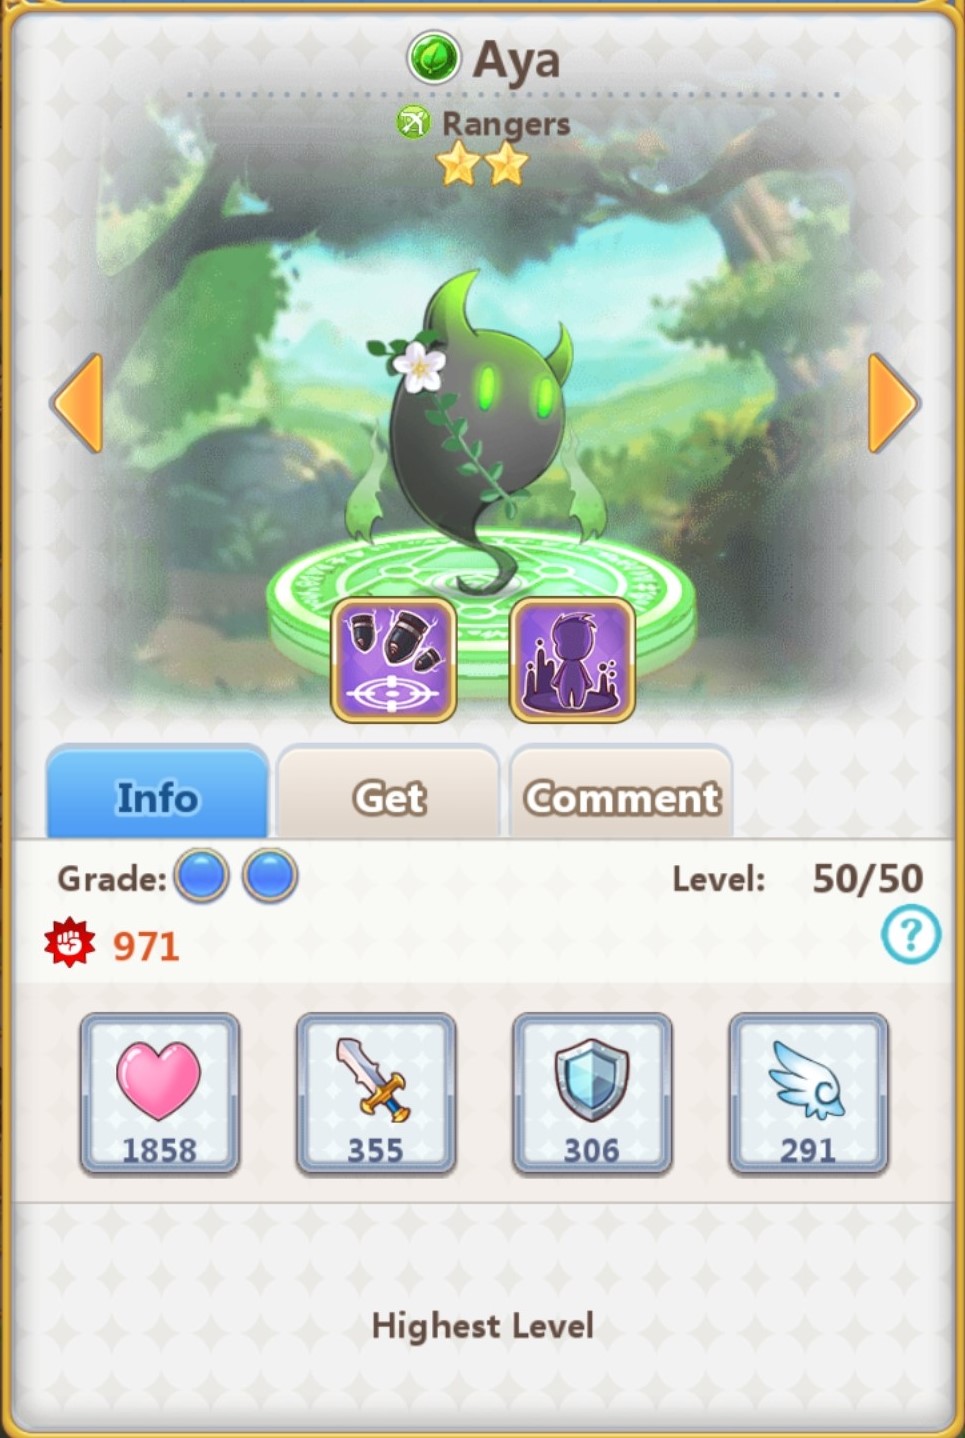 Aya
Rangers
Info
Get
Comment
Grade:
Level: 50/50
971
?
1858
355
306
291
Highest Level